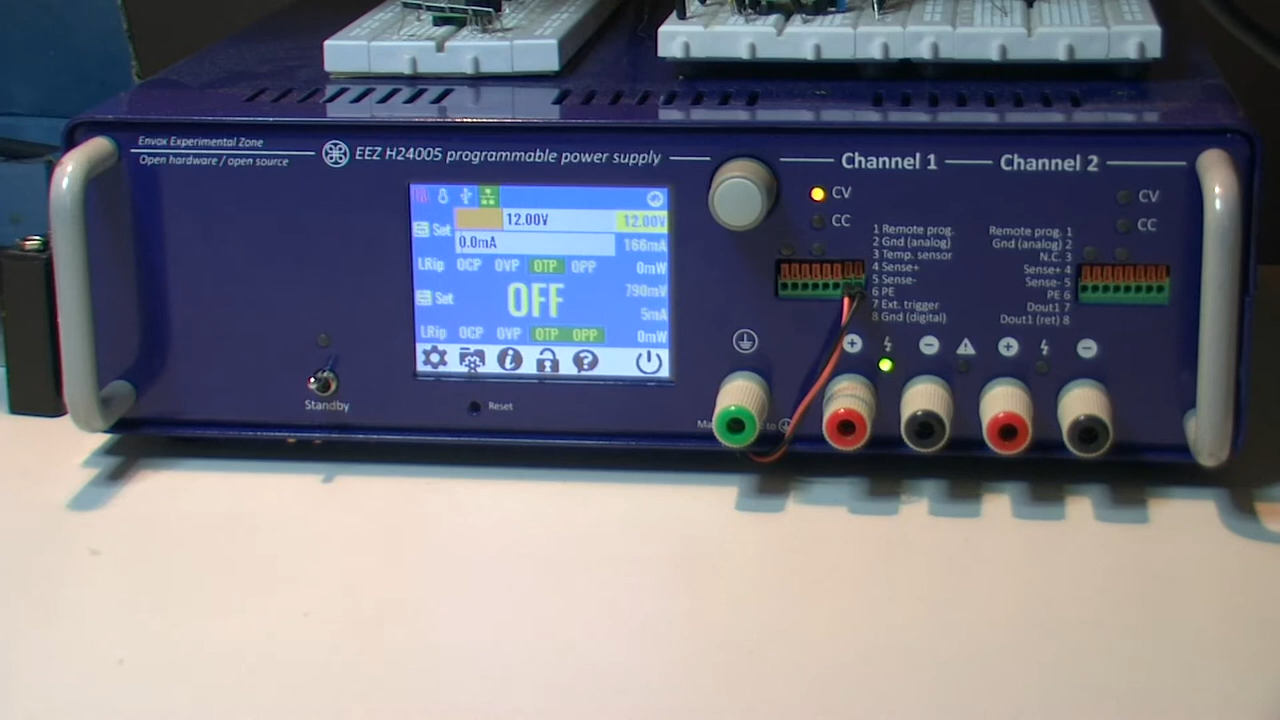 Envox Experimental Zone
Open hardware / open source
EEZ H24005 programmable power supply
Channel 1
Channel 2
CV
CC
CV
CC
12.00V
12.00V
Set
0.0mA
166mA
LRip OCP OVP OTP OPP 0mW
790mV
Set
OFF
5mA
LRip OCP OVP OTP OPP 0mW
1 Remote prog.
2 Gnd (analog)
3 Temp. sensor
4 Sense+
5 Sense-
6 PE
7 Ext. trigger
8 Gnd (digital)
Remote prog. 1
Gnd (analog) 2
N.C. 3
Sense+ 4
Sense- 5
PE 6
Dout1 7
Dout1 (ret) 8
Standby
Reset